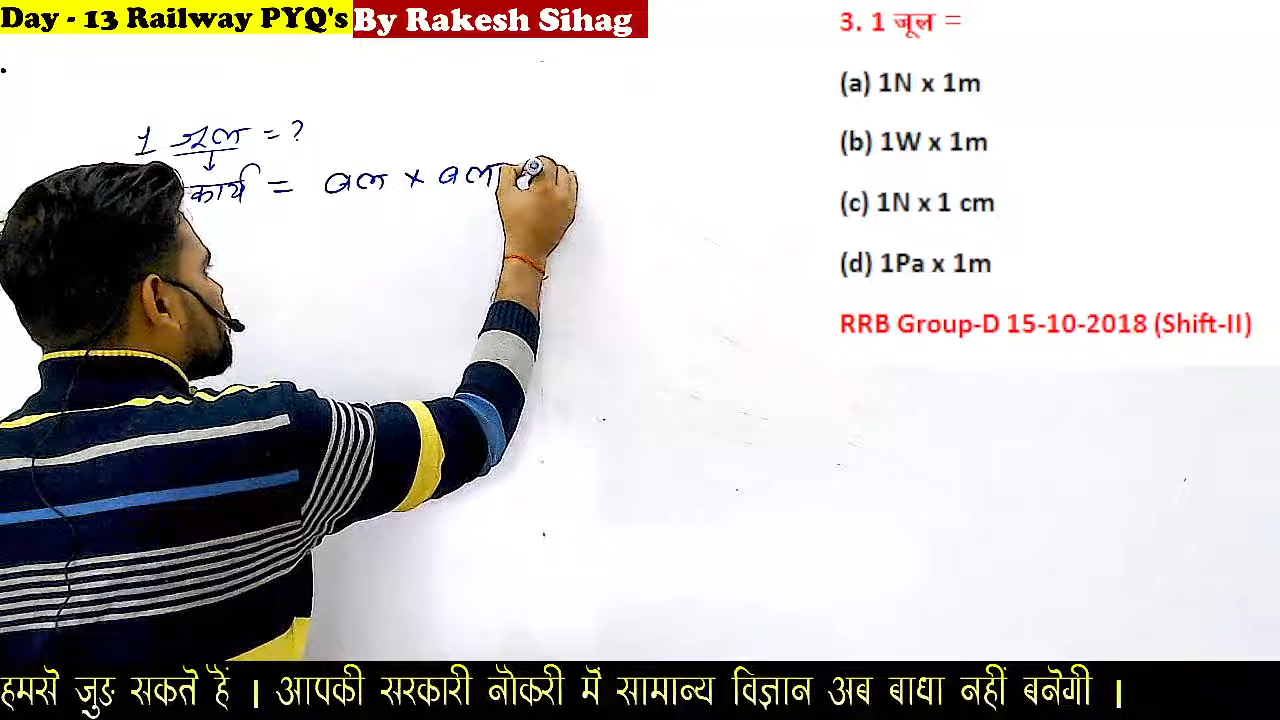 Day - 13 Railway PYQ's By Rakesh Sihag
1 जूल = ?
कार्य = बल × बल
3. 1 जूल =
(a) 1N x 1m
(b) 1W x 1m
(c) 1N x 1 cm
(d) 1Pa x 1m
RRB Group-D 15-10-2018 (Shift-II)
हमसे जुङ सकते हैं । आपकी सरकारी नौकरी में सामान्य विज्ञान अब बाधा नहीं बनेगी ।